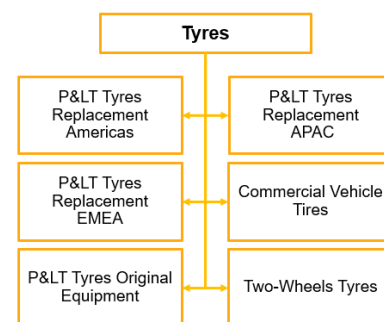 Tyres
P&LT Tyres
Replacement
Americas
P&LT Tyres
Replacement
APAC
P&LT Tyres
Replacement
EMEA
Commercial Vehicle
Tires
P&LT Tyres Original
Equipment
Two-Wheels Tyres